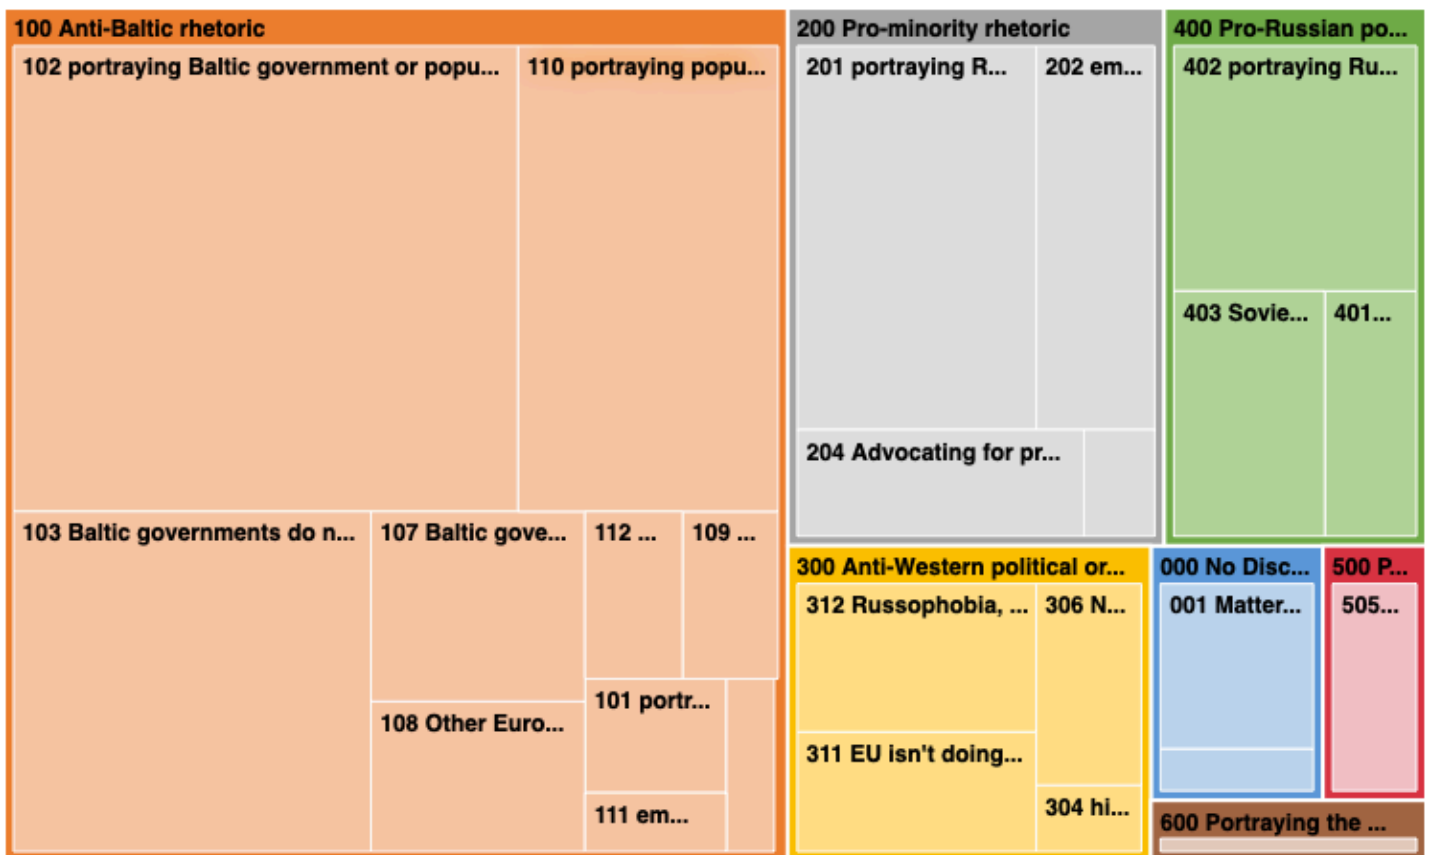 100 Anti-Baltic rhetoric
102 portraying Baltic government or popu...
110 portraying popu...
103 Baltic governments do n...
107 Baltic gove...
112 ...
109 ...
108 Other Euro...
101 portr...
111 em...
200 Pro-minority rhetoric
201 portraying R...
202 em...
204 Advocating for pr...
400 Pro-Russian po...
402 portraying Ru...
403 Sovie...
401...
300 Anti-Western political or...
312 Russophobia, ...
306 N...
311 EU isn't doing...
304 hi...
000 No Disc...
001 Matter...
500 P...
505...
600 Portraying the ...